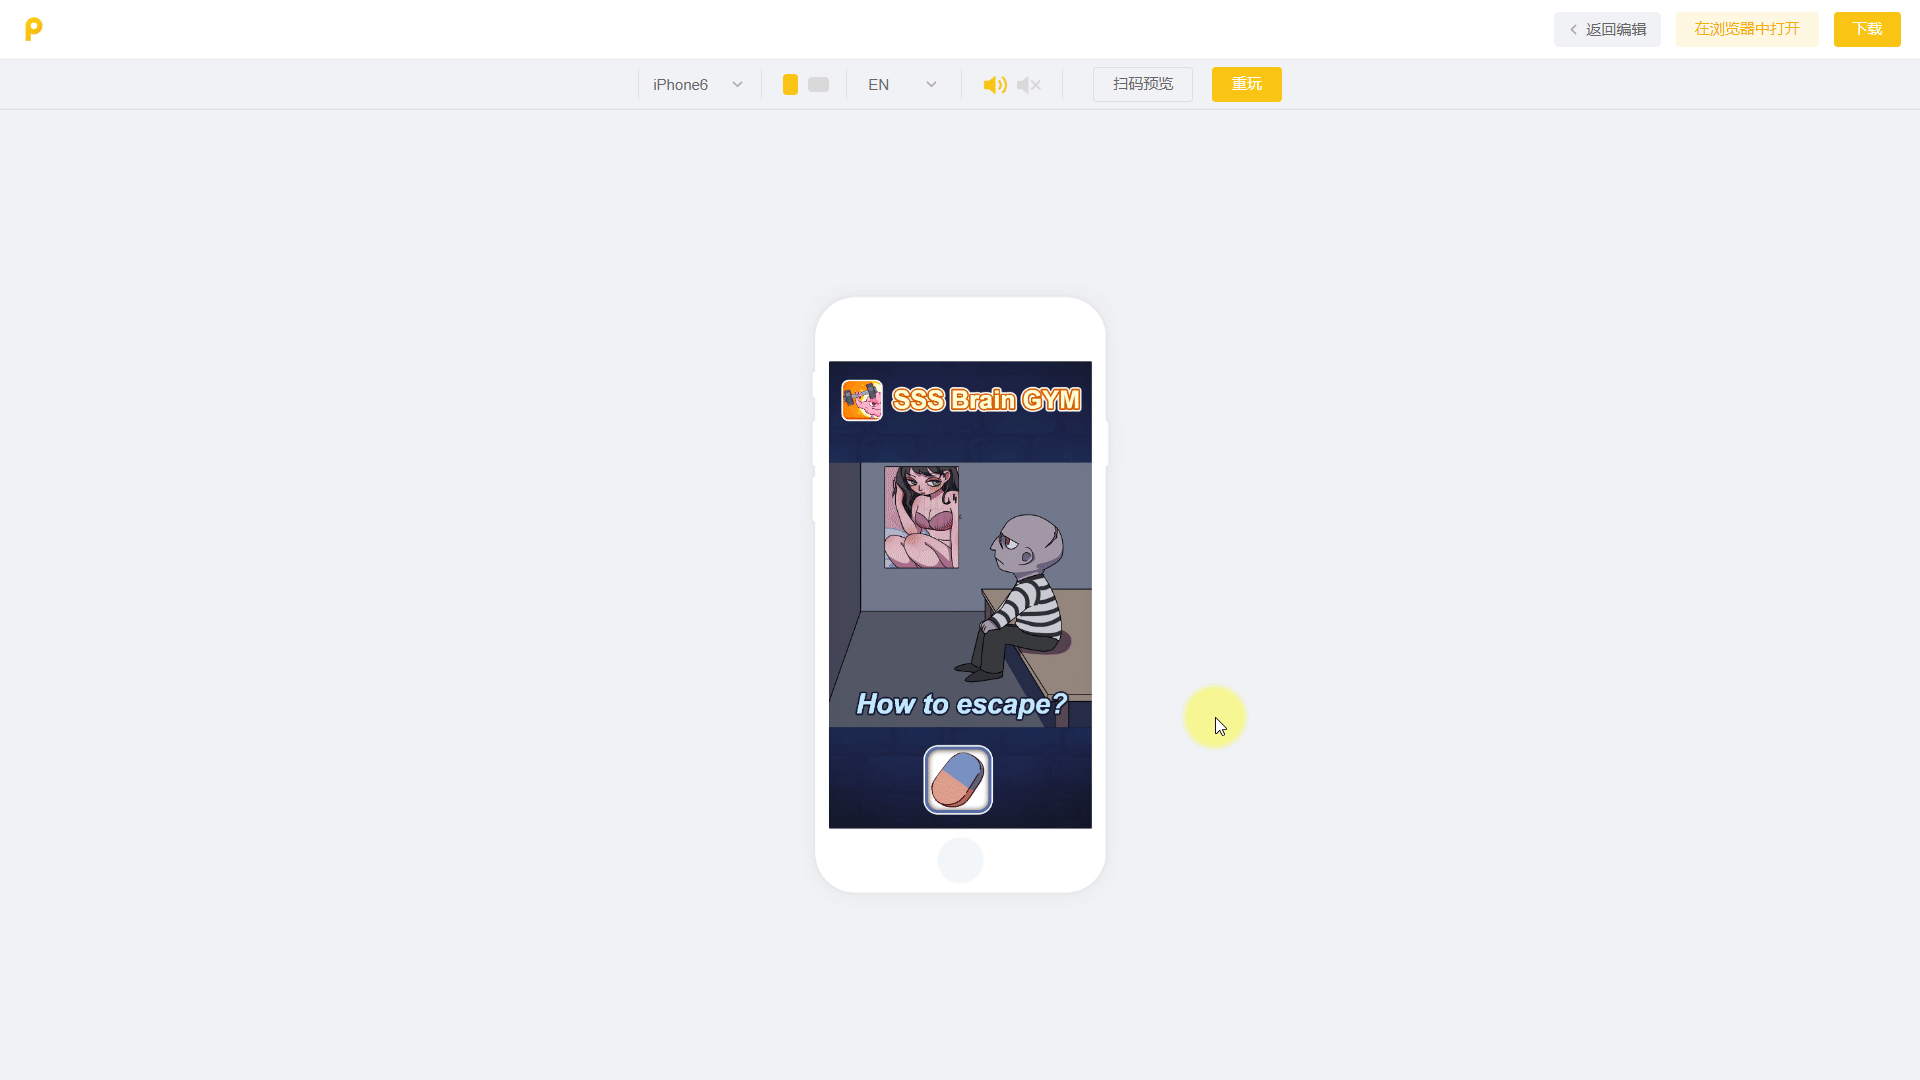 返回编辑
在浏览器中打开
下载
iPhone6
EN
扫码预览
重玩
SSS Brain GYM
How to escape?